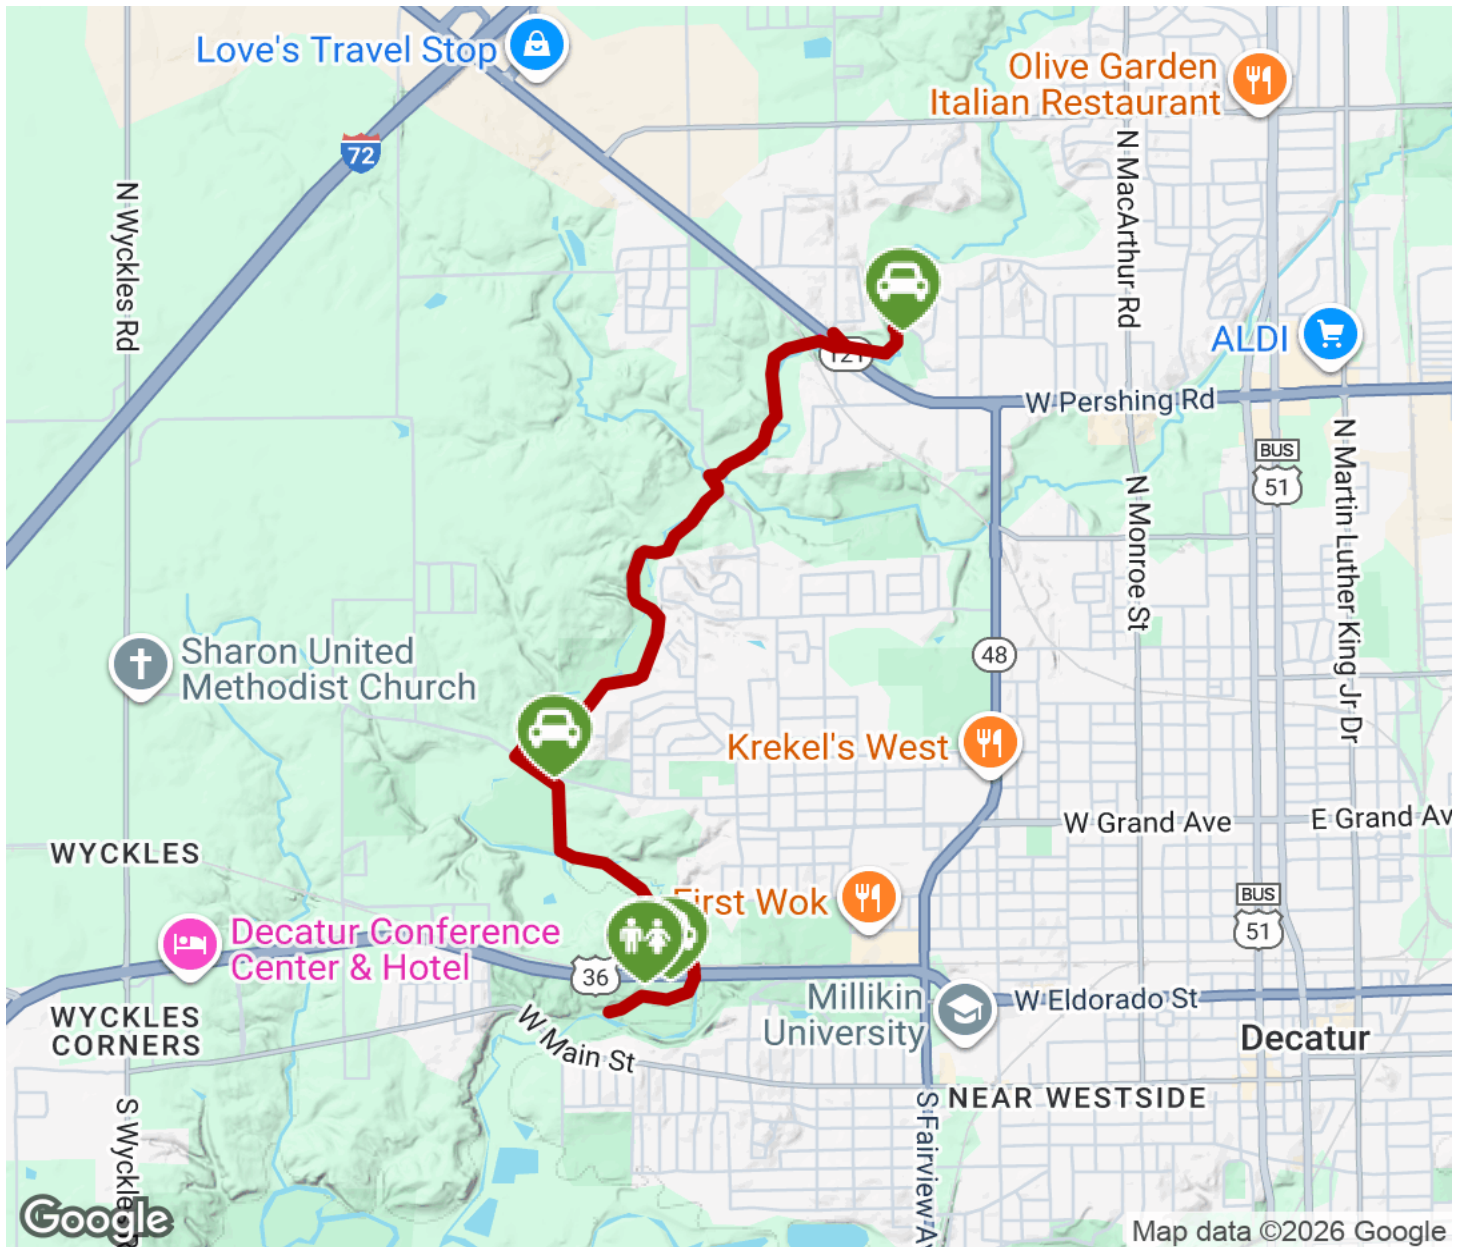 Love's Travel Stop
Olive Garden
Italian Restaurant
72
N Wyckles Rd
N MacArthur Rd
121
ALDI
W Pershing Rd
BUS
51
N Martin Luther King Jr Dr
N Monroe St
Sharon United
Methodist Church
48
Krekel's West
W Grand Ave
E Grand Av
WYCKLES
First Wok
BUS
51
Decatur Conference
Center & Hotel
36
Millikin
University
W Eldorado St
WYCKLES
CORNERS
W Main St
Decatur
NEAR WESTSIDE
S Wyckles R
S Fairview Av
Google
Map data ©2026 Google